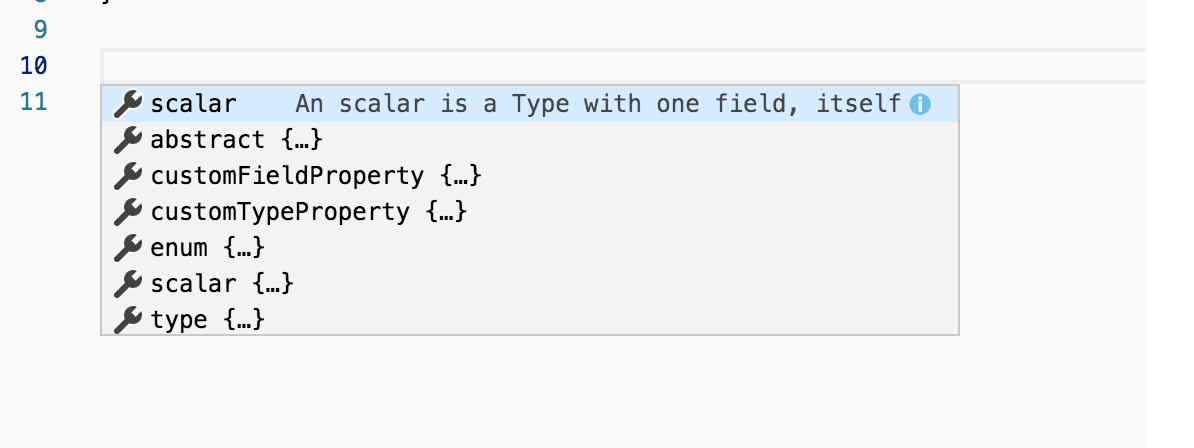 9
10
11
scalar An scalar is a Type with one field, itself
abstract {…}
customFieldProperty {…}
customTypeProperty {…}
enum {…}
scalar {…}
type {…}